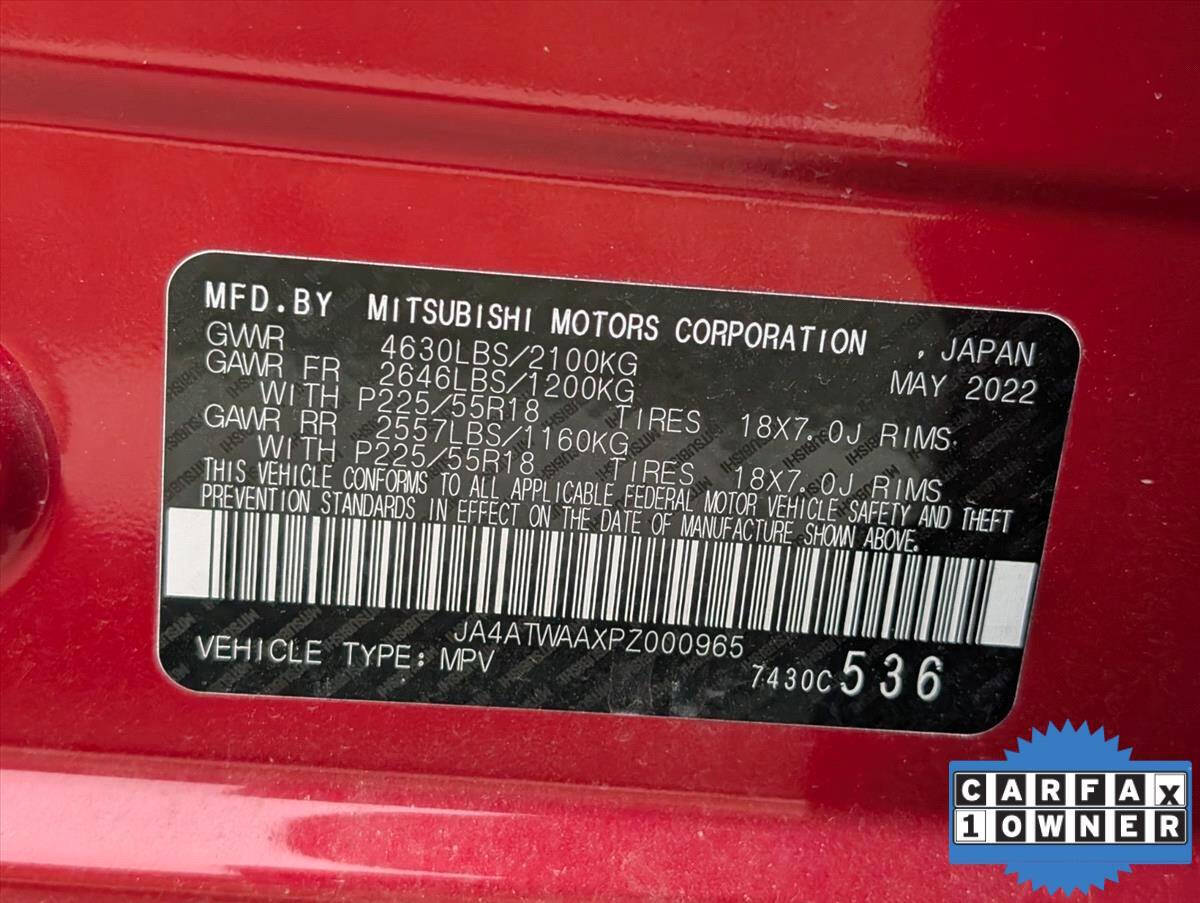 MFD.BY MITSUBISHI MOTORS CORPORATION , JAPAN
GWVR 4630LBS/2100KG MAY 2022
GAWR FR 2646LBS/1200KG
WITH P225/55R18 TIRES 18X7.0J RIMS
GAWR RR 2557LBS/1160KG
WITH P225/55R18 TIRES 18X7.0J RIMS
THIS VEHICLE CONFORMS TO ALL APPLICABLE FEDERAL MOTOR VEHICLE SAFETY AND THEFT
PREVENTION STANDARDS IN EFFECT ON THE DATE OF MANUFACTURE SHOWN ABOVE.
JA4ATWAAXPZ000965
VEHICLE TYPE: MPV
7430C 536
CARFAX
1 OWNER